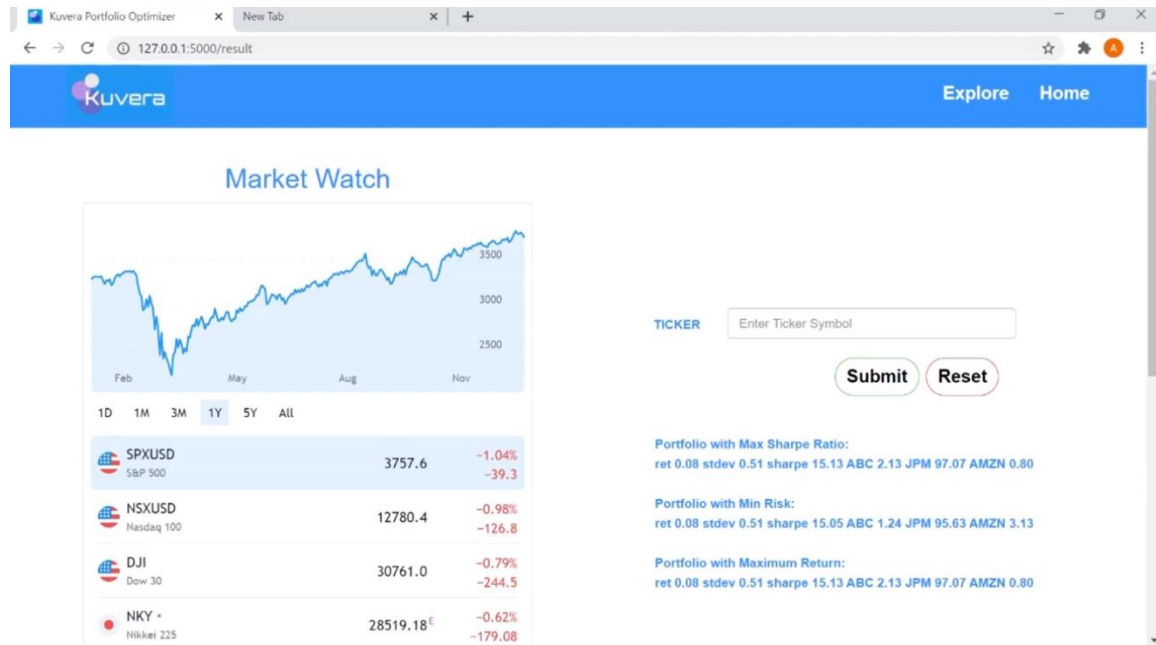 Kuvera Portfolio Optimizer
New Tab
127.0.0.1:5000/result
A
Kuvera
Explore
Home
Market Watch
3500
3000
2500
Feb May Aug Nov
1D 1M 3M 1Y 5Y All
SPXUSD
S&P 500
3757.6
−1.04%
−39.3
NSXUSD
Nasdaq 100
12780.4
−0.98%
−126.8
DJI
Dow 30
30761.0
−0.79%
−244.5
NKY
Nikkei 225
28519.18 E
−0.62%
−179.08
TICKER
Enter Ticker Symbol
Submit
Reset
Portfolio with Max Sharpe Ratio:
ret 0.08 stdev 0.51 sharpe 15.13 ABC 2.13 JPM 97.07 AMZN 0.80
Portfolio with Min Risk:
ret 0.08 stdev 0.51 sharpe 15.05 ABC 1.24 JPM 95.63 AMZN 3.13
Portfolio with Maximum Return:
ret 0.08 stdev 0.51 sharpe 15.13 ABC 2.13 JPM 97.07 AMZN 0.80